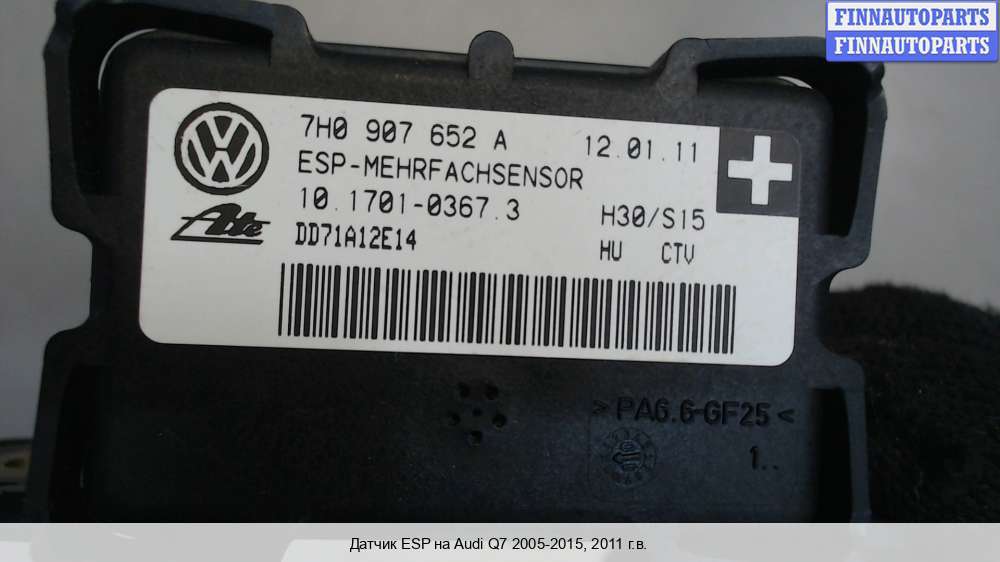 FINNAUTOPARTS
FINNAUTOPARTS
7H0 907 652 A 12.01.11
ESP-MEHRFACHSENSOR
10.1701-0367.3 H30/S15
Ate
DD71A12E14 HU CTV
>PA6.6-GF25<
1..
Датчик ESP на Audi Q7 2005-2015, 2011 г.в.